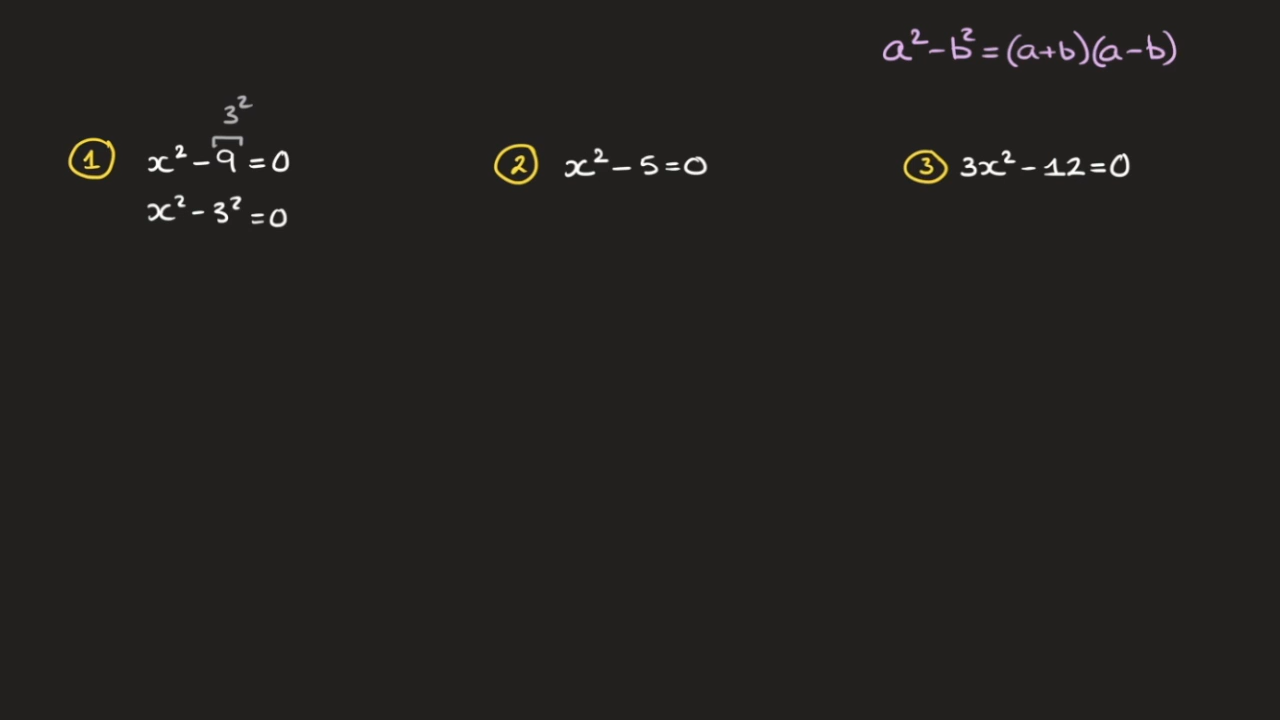 a² - b² = (a+b)(a-b)
3²
① x² - 9 = 0
x² - 3² = 0
② x² - 5 = 0
③ 3x² - 12 = 0